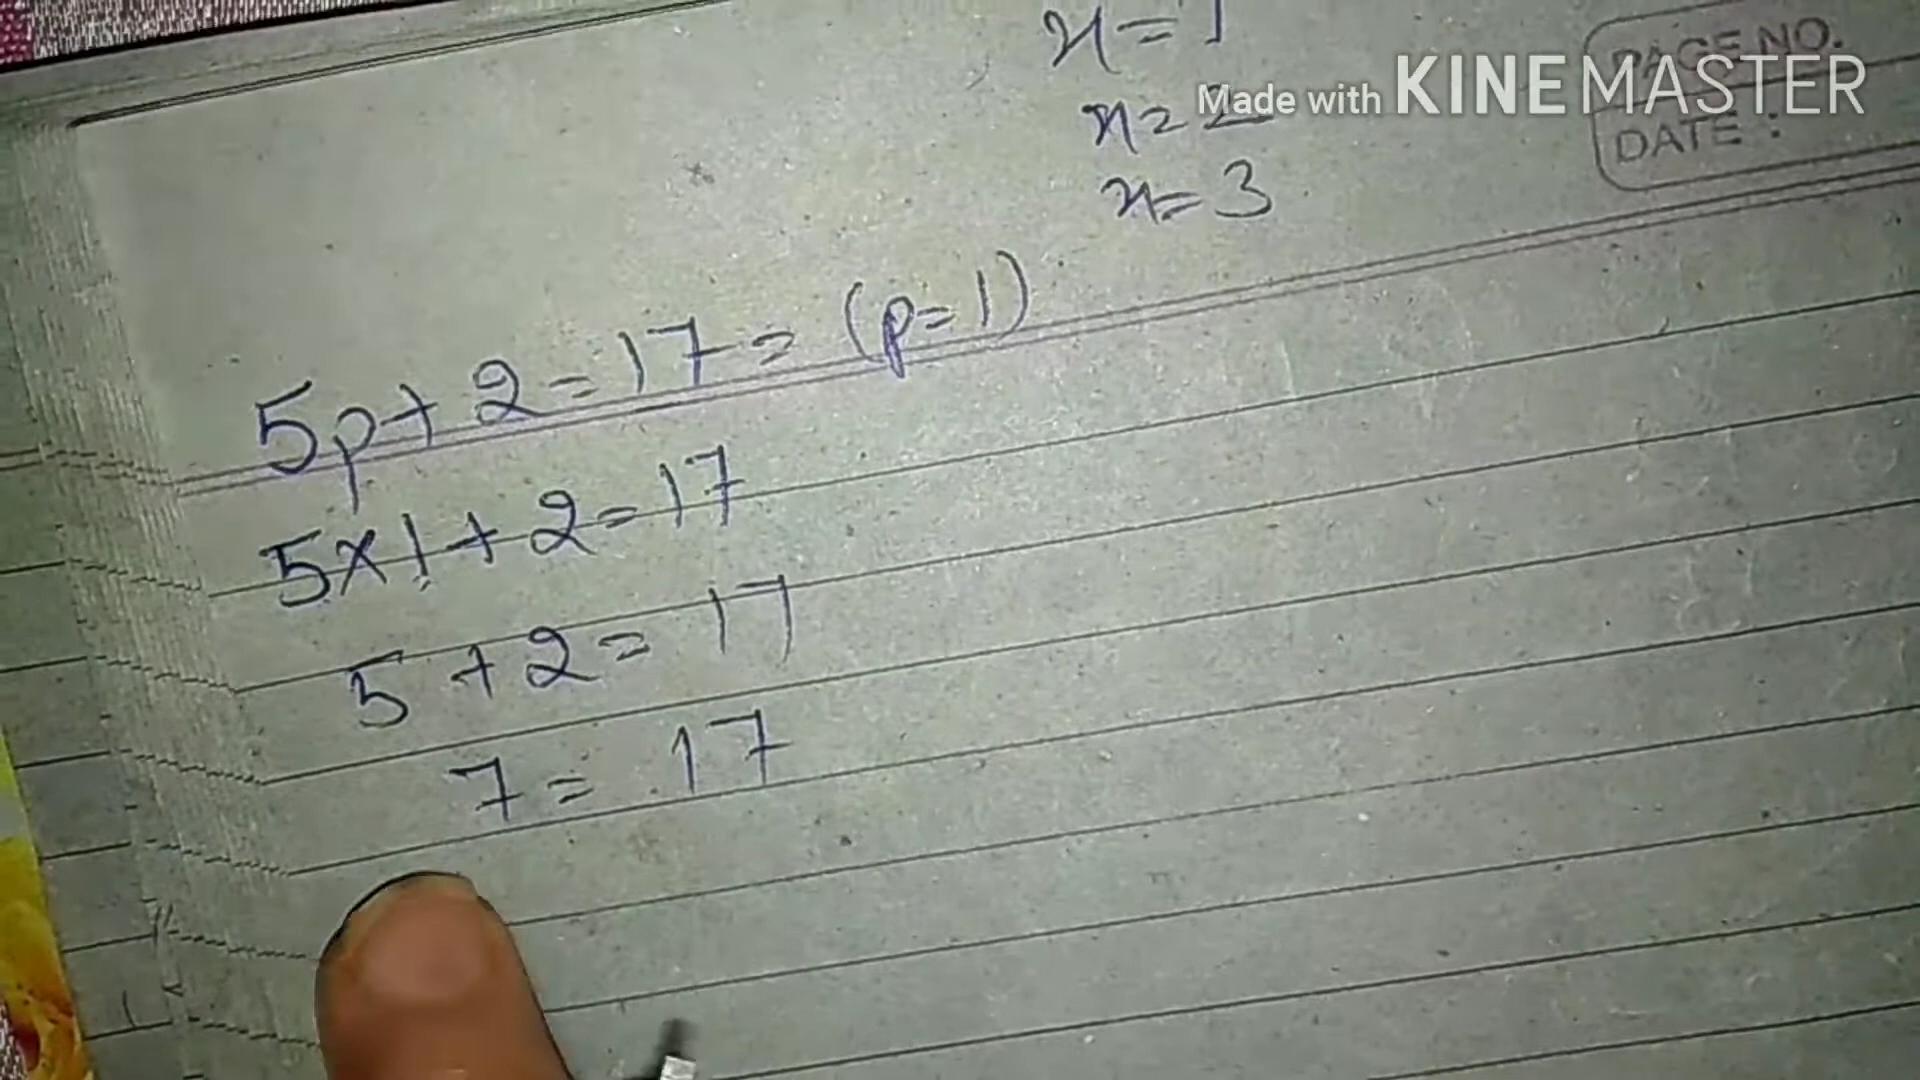 x = 1
Made with KINEMASTER
PAGE NO.
x = 2
DATE :
x = 3
5p + 2 = 17 = (p = 1)
5 × 1 + 2 = 17
5 + 2 = 17
7 = 17